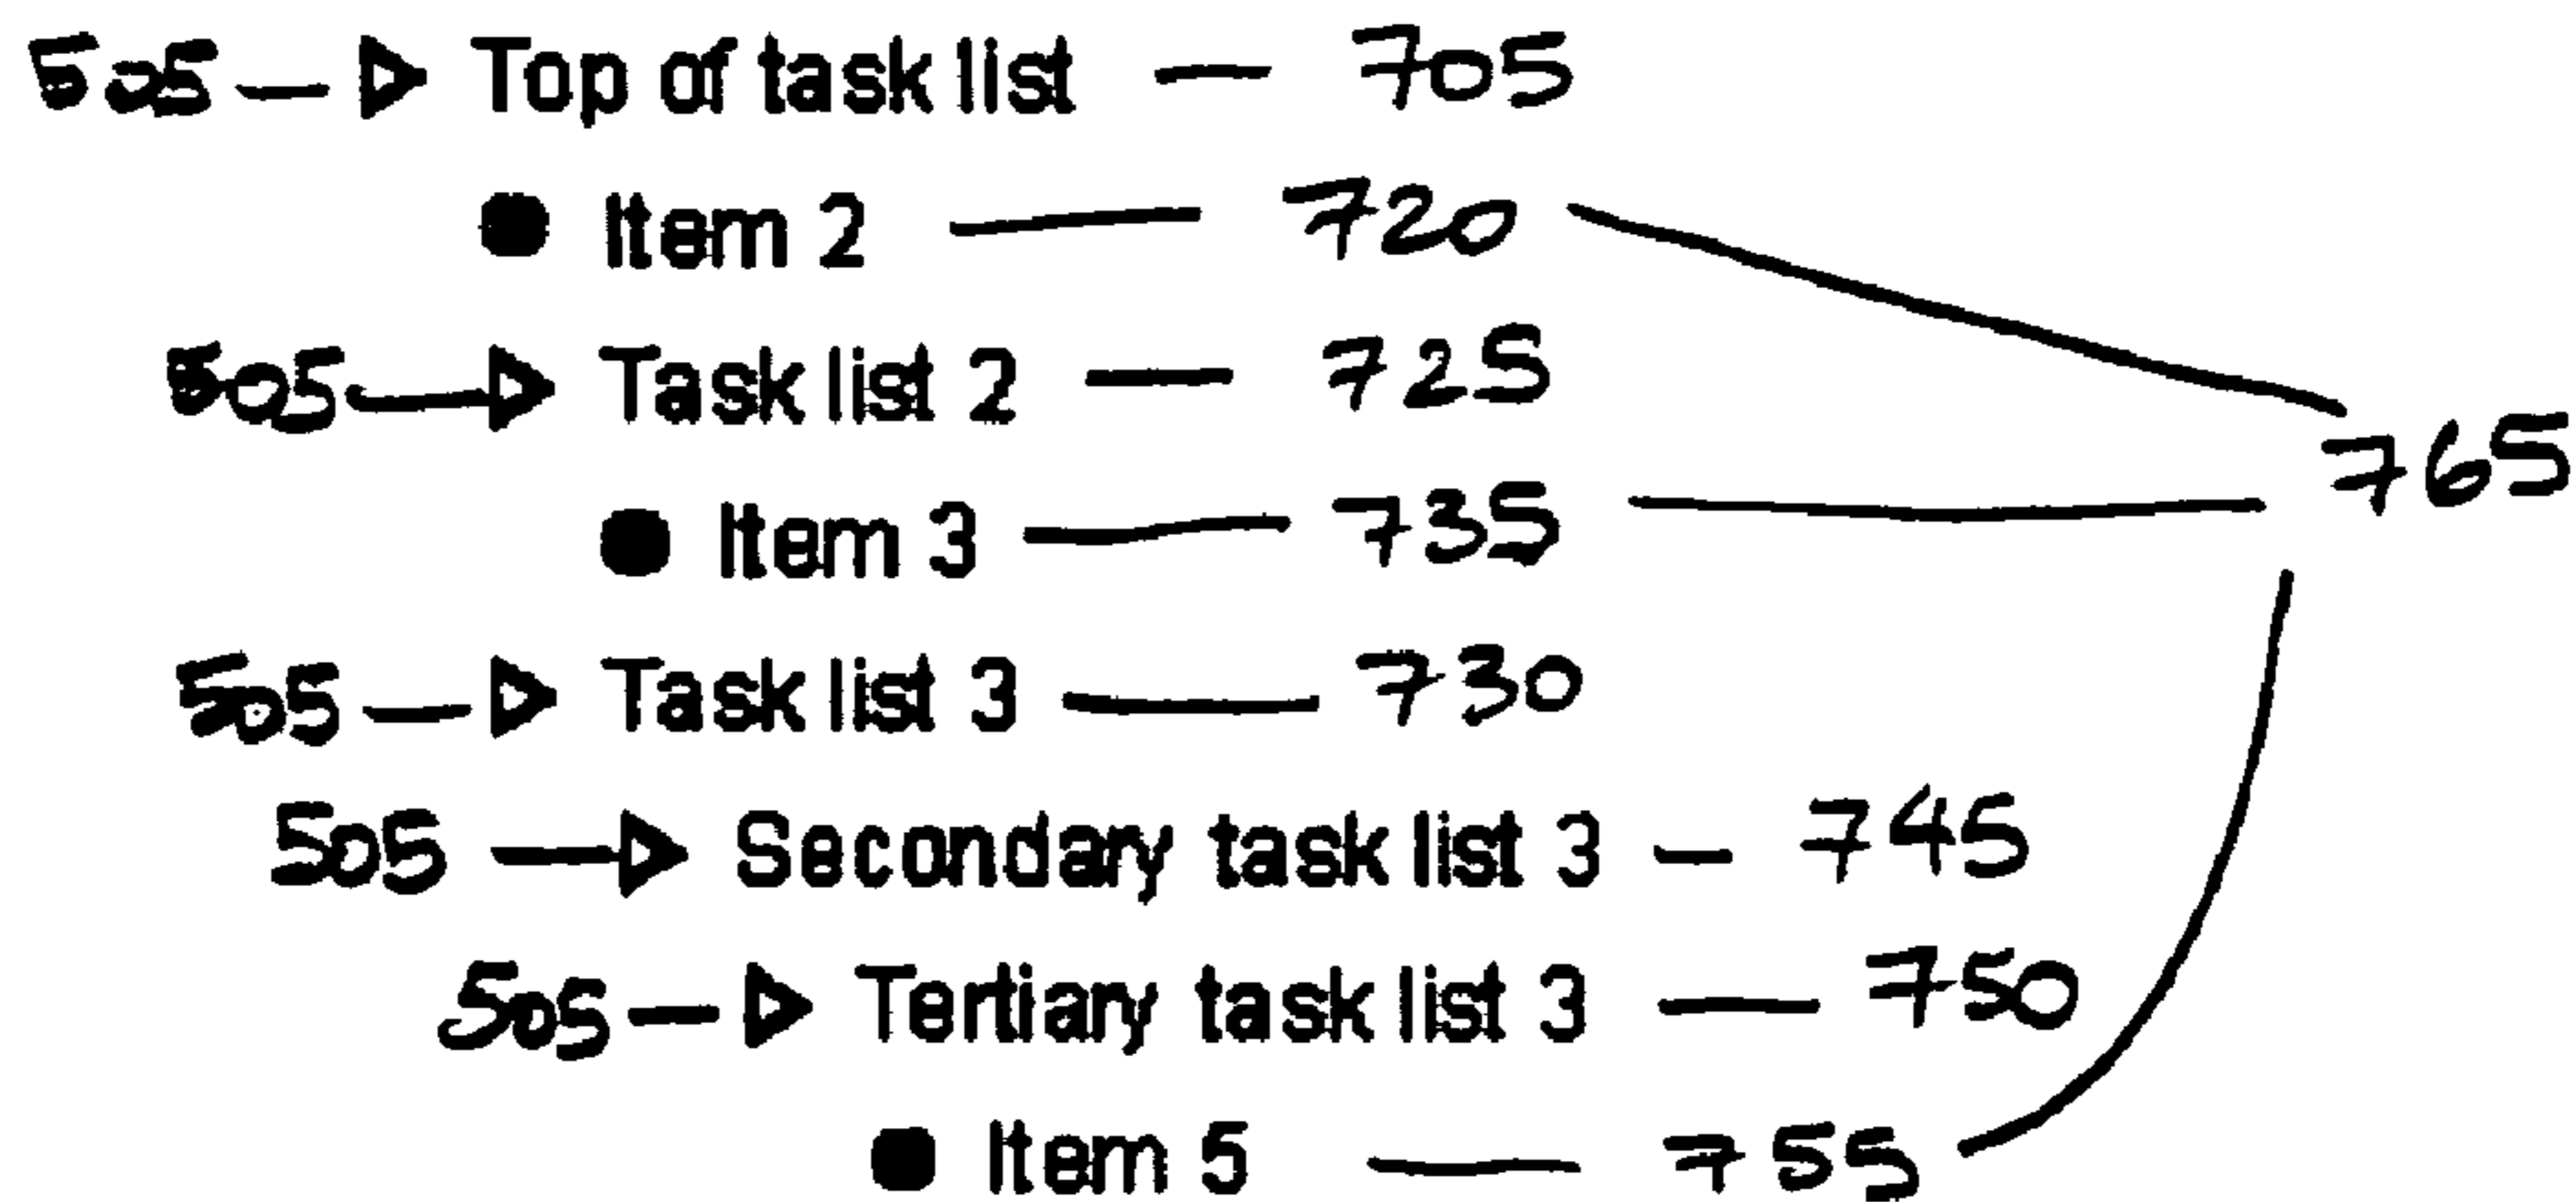 505 — ▷ Top of task list — 705
● Item 2 — 720
505 — ▷ Task list 2 — 725
● Item 3 — 735
765
505 — ▷ Task list 3 — 730
505 — ▷ Secondary task list 3 — 745
505 — ▷ Tertiary task list 3 — 750
● Item 5 — 755